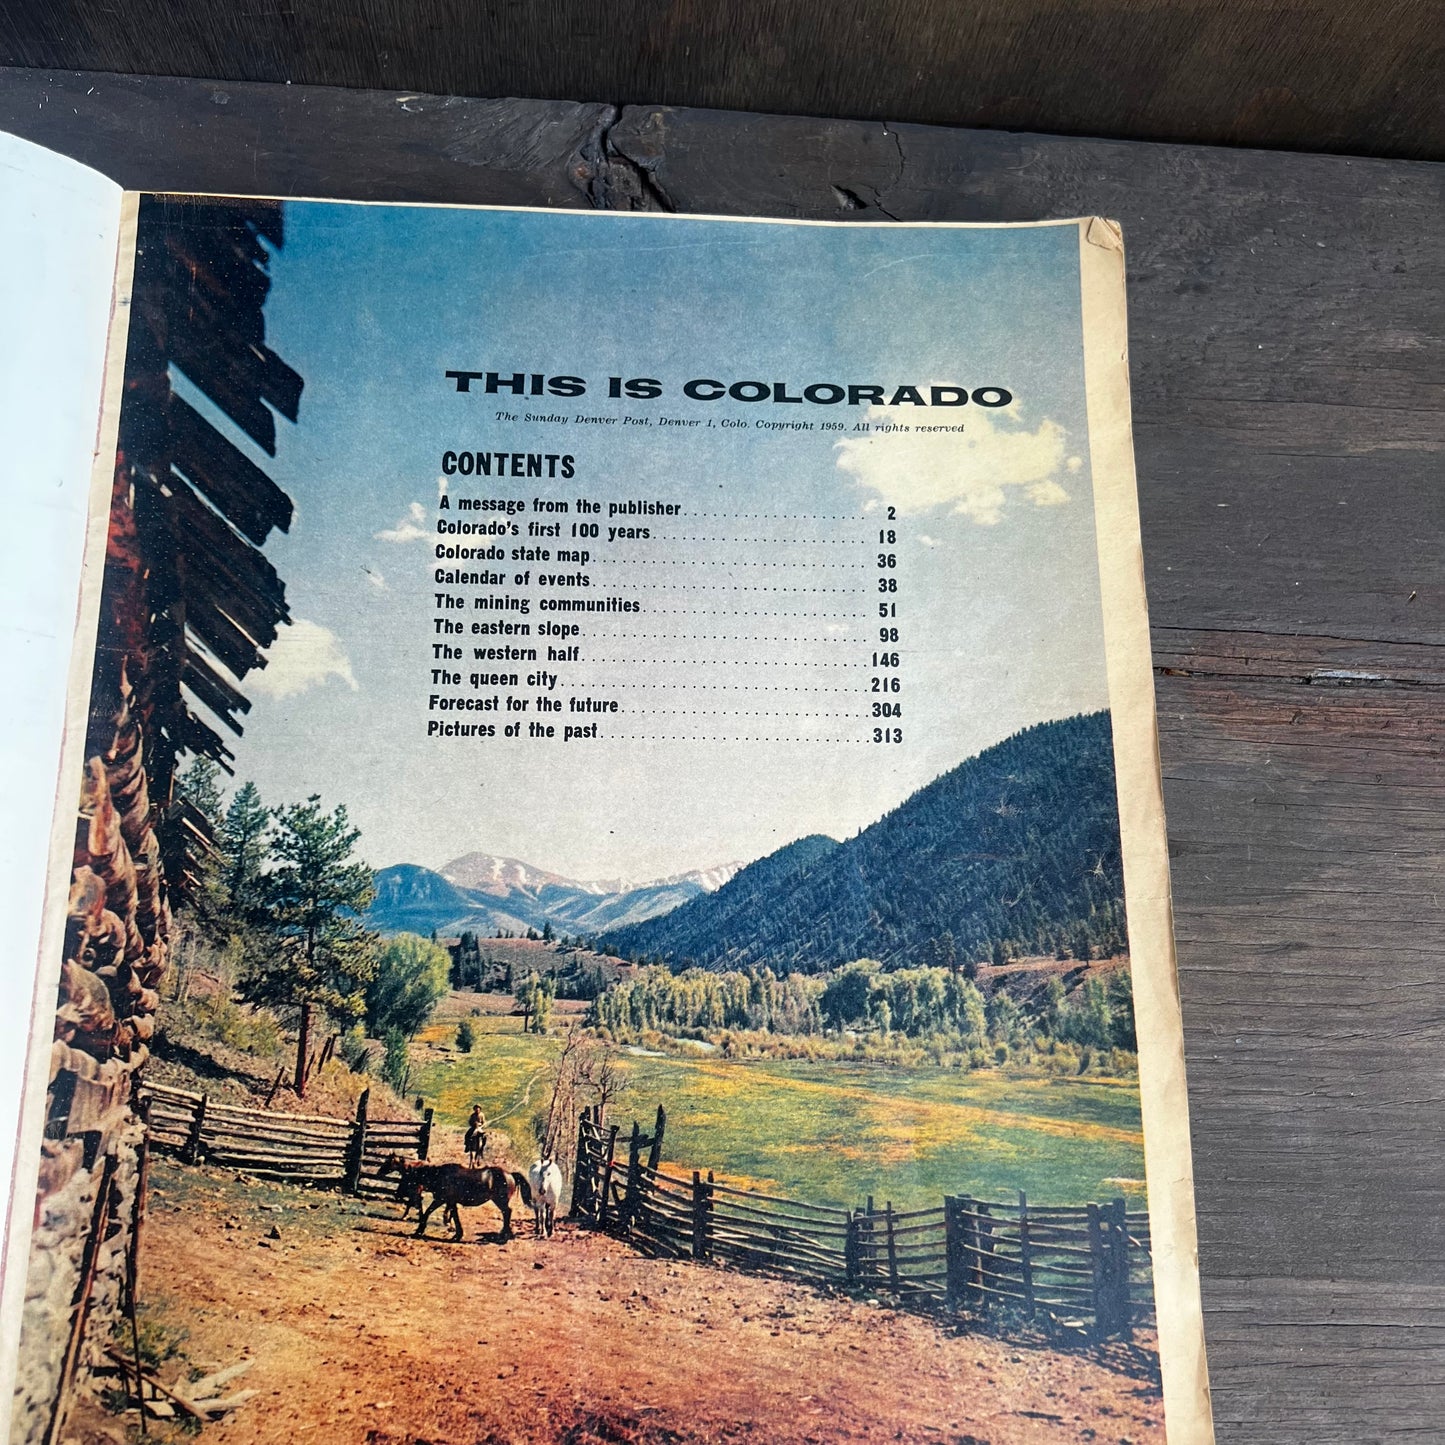 THIS IS COLORADO
The Sunday Denver Post, Denver 1, Colo. Copyright 1959. All rights reserved
CONTENTS
A message from the publisher 2
Colorado's first 100 years 18
Colorado state map 36
Calendar of events 38
The mining communities 51
The eastern slope 98
The western half 146
The queen city 216
Forecast for the future 304
Pictures of the past 313